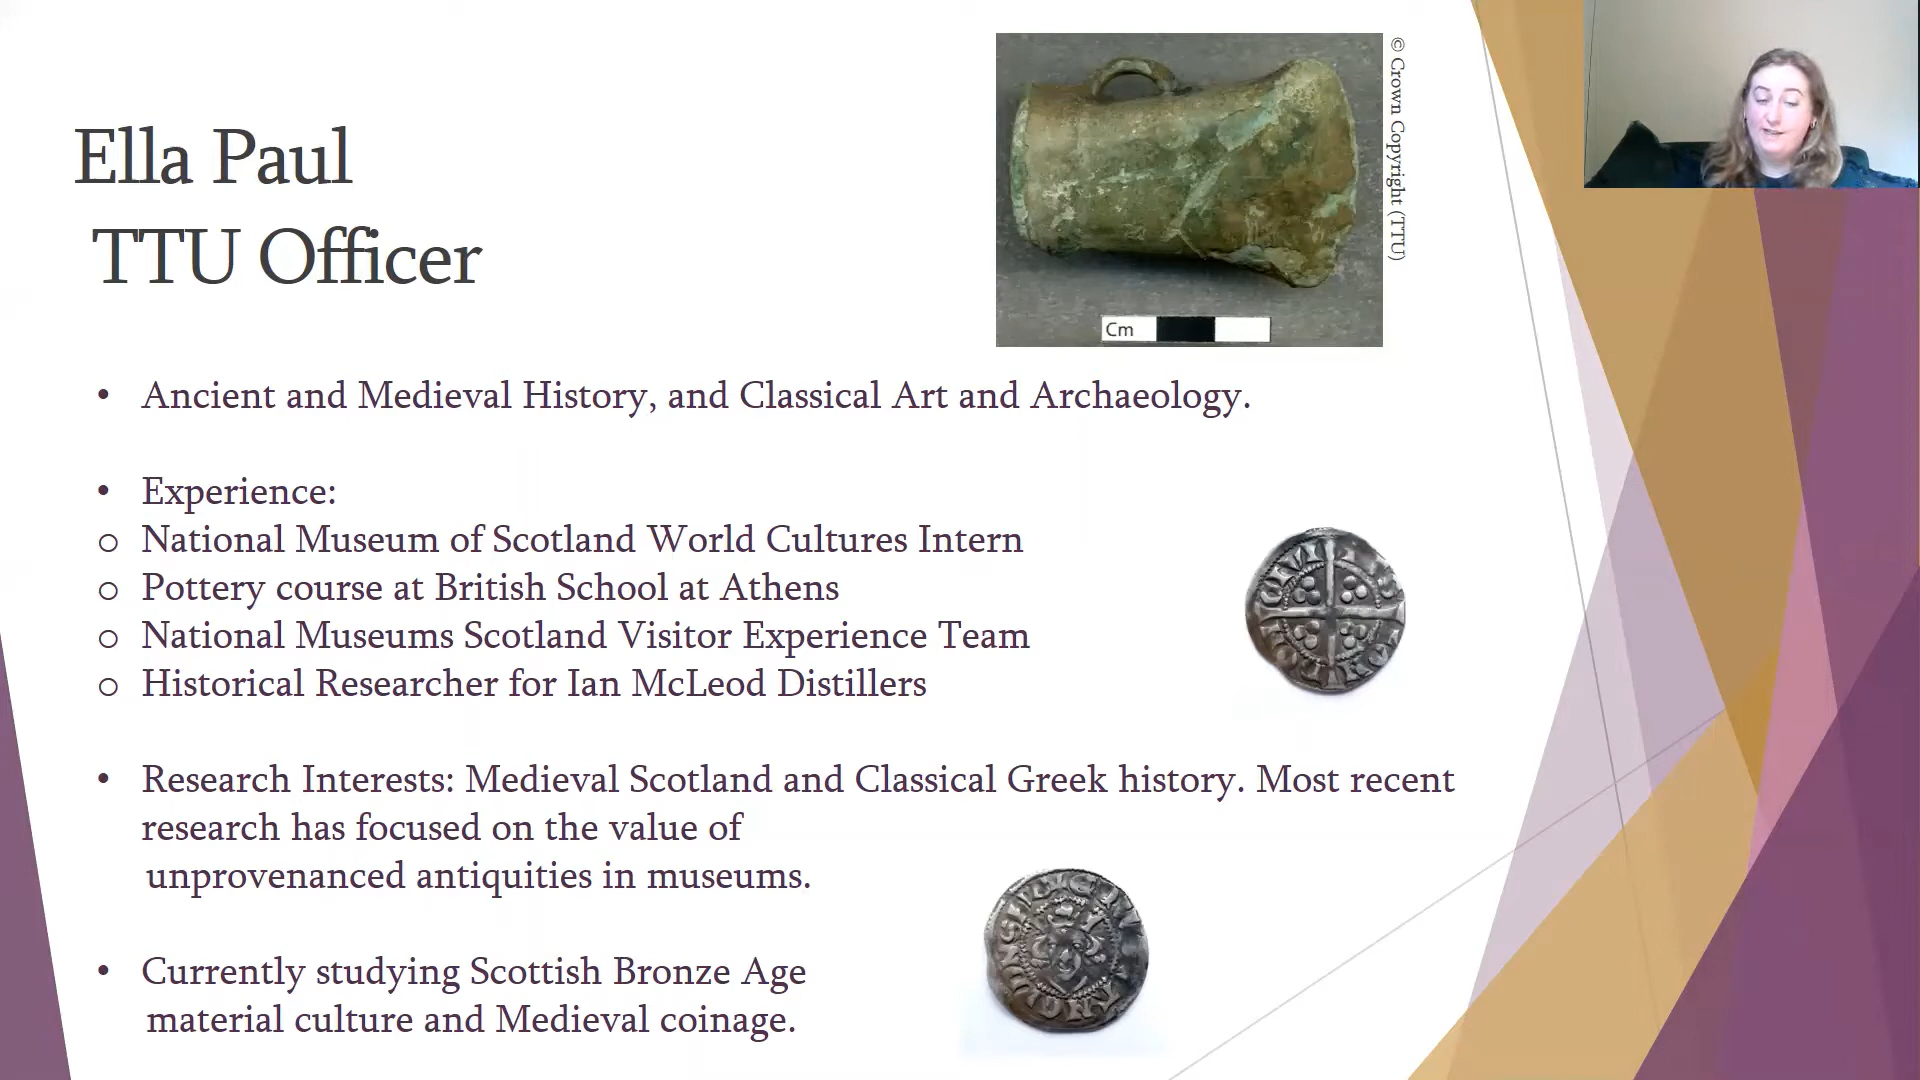 Ella Paul
TTU Officer
© Crown Copyright (TTU)
Cm
• Ancient and Medieval History, and Classical Art and Archaeology.
• Experience:
o National Museum of Scotland World Cultures Intern
o Pottery course at British School at Athens
o National Museums Scotland Visitor Experience Team
o Historical Researcher for Ian McLeod Distillers
• Research Interests: Medieval Scotland and Classical Greek history. Most recent
research has focused on the value of
unprovenanced antiquities in museums.
• Currently studying Scottish Bronze Age
material culture and Medieval coinage.